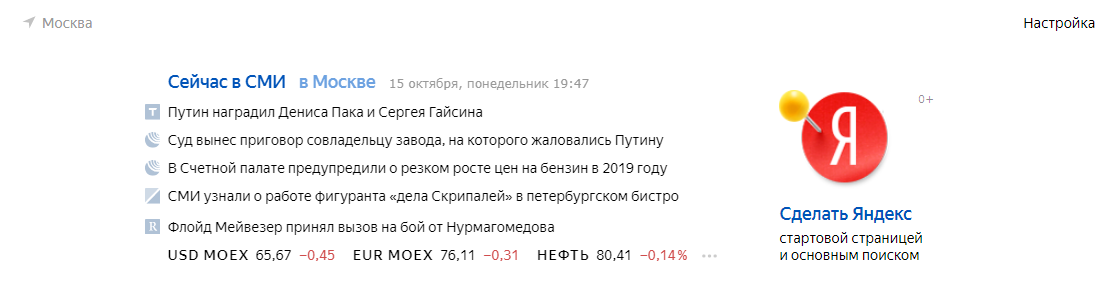 Москва
Настройка
Сейчас в СМИ в Москве 15 октября, понедельник 19:47
Т Путин наградил Дениса Пака и Сергея Гайсина
Суд вынес приговор совладельцу завода, на которого жаловались Путину
В Счетной палате предупредили о резком росте цен на бензин в 2019 году
СМИ узнали о работе фигуранта «дела Скрипалей» в петербургском бистро
R Флойд Мейвезер принял вызов на бой от Нурмагомедова
USD MOEX 65,67 −0,45 EUR MOEX 76,11 −0,31 НЕФТЬ 80,41 −0,14% •••
Я
0+
Сделать Яндекс
стартовой страницей
и основным поиском